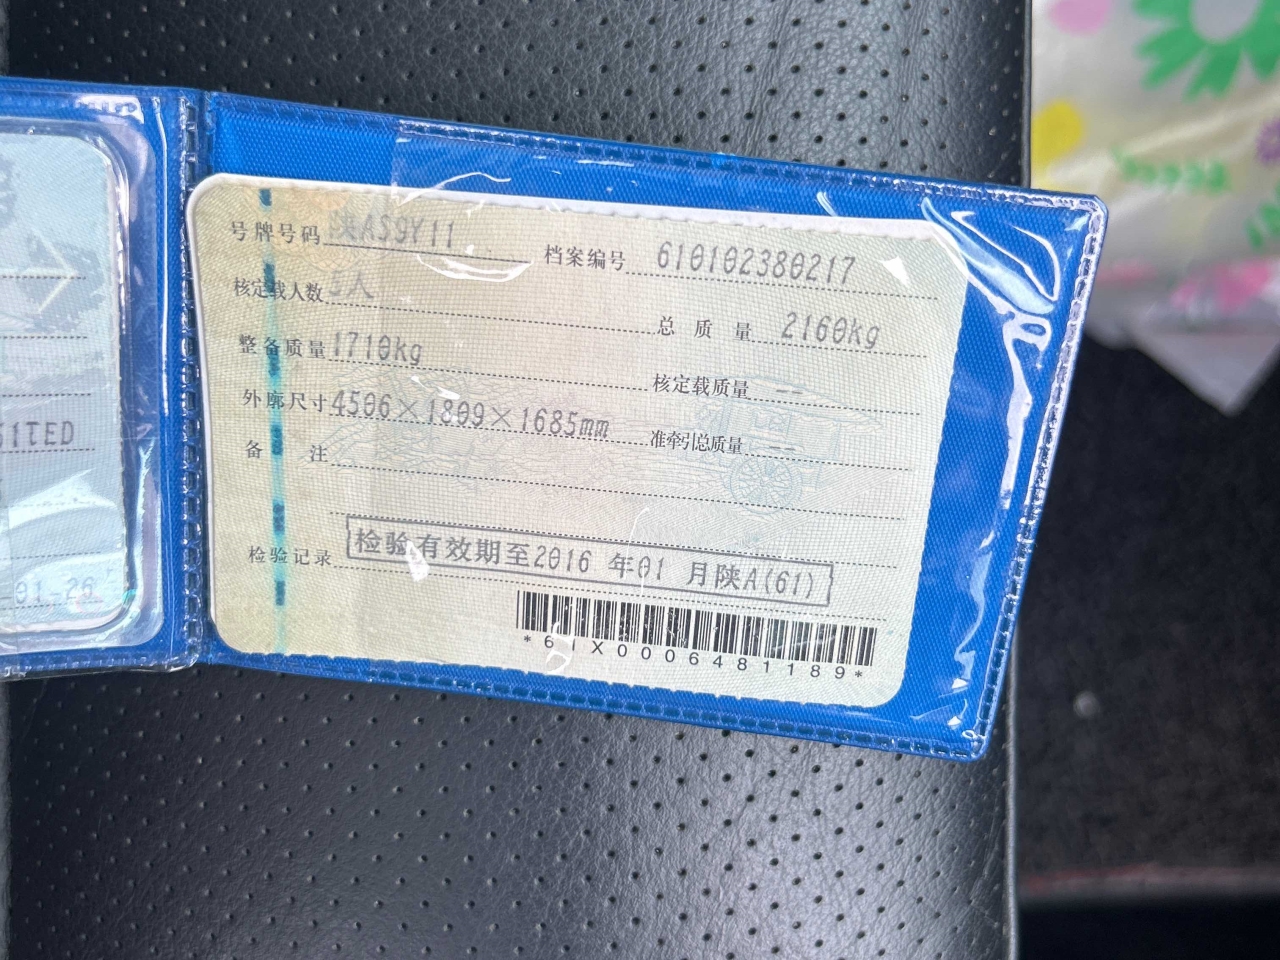 号牌号码 陕AS9Y11
档案编号 610102380217
核定载人数 5人
总质量 2160kg
整备质量 1710kg
核定载质量 --
外廓尺寸 4506×1809×1685mm
准牵引总质量 --
备注
检验记录 检验有效期至2016 年01 月陕A(61)
*61X0006481189*
01-26